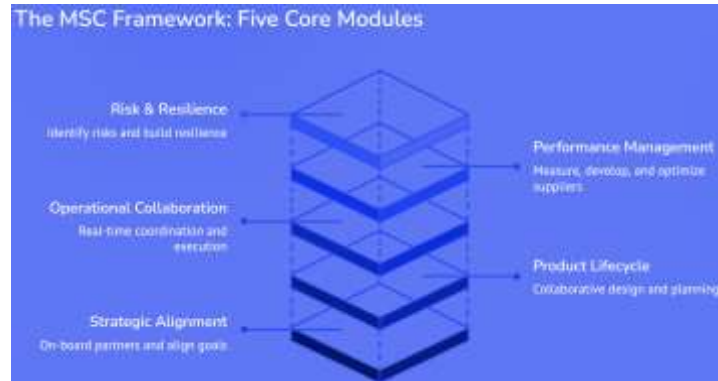 The MSC Framework: Five Core Modules
Risk & Resilience
Identify risks and build resilience
Performance Management
Measure, develop, and optimize
suppliers
Operational Collaboration
Real-time coordination and
execution
Product Lifecycle
Collaborative design and planning
Strategic Alignment
On-board partners and align goals